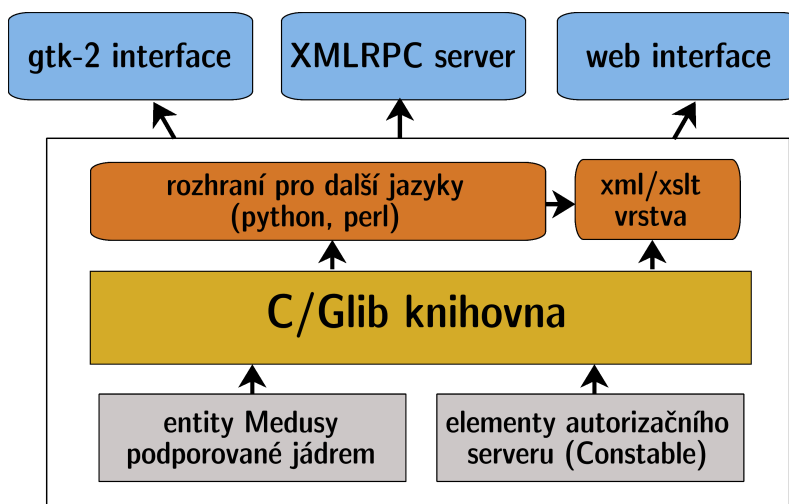 gtk-2 interface
XMLRPC server
web interface
rozhraní pro další jazyky
(python, perl)
xml/xslt
vrstva
C/Glib knihovna
entity Medusy
podporované jádrem
elementy autorizačního
serveru (Constable)